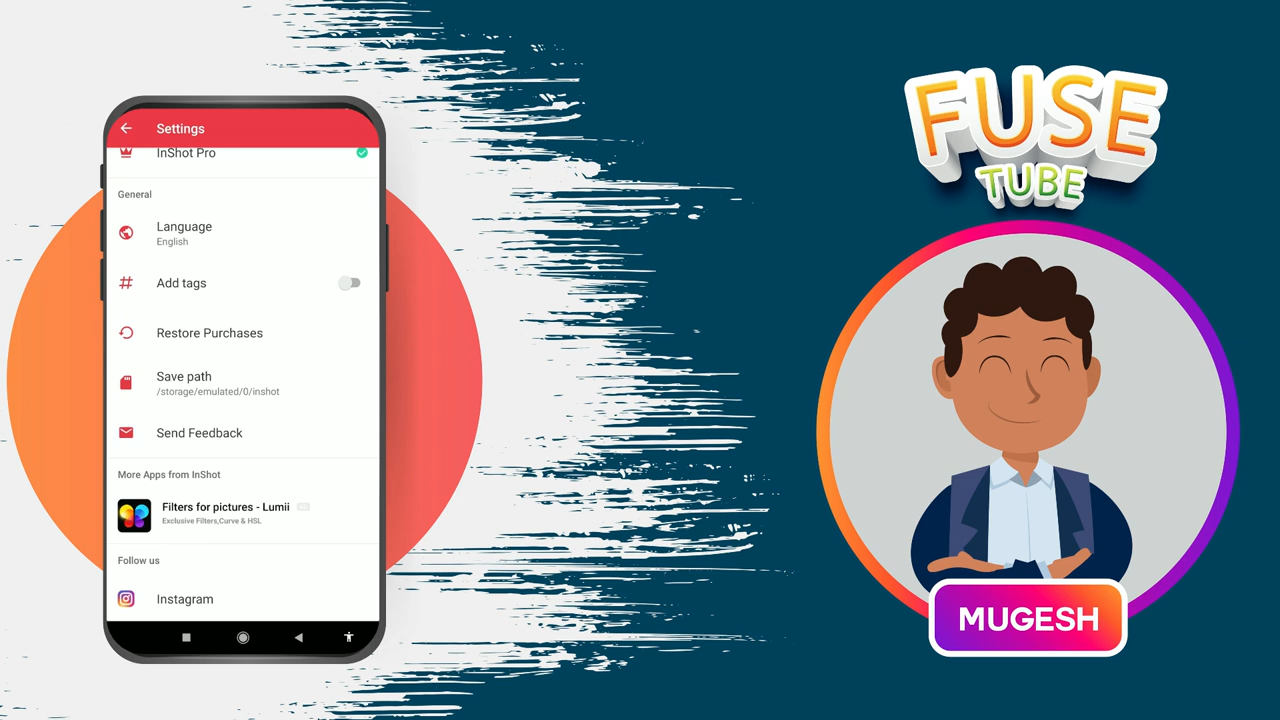 Settings
InShot Pro
General
Language
English
Add tags
Restore Purchases
Save path
/storage/emulated/0/inshot
Send Feedback
More Apps from InShot
Filters for pictures - Lumii
Exclusive Filters,Curve & HSL
Follow us
Instagram
FUSE
TUBE
MUGESH